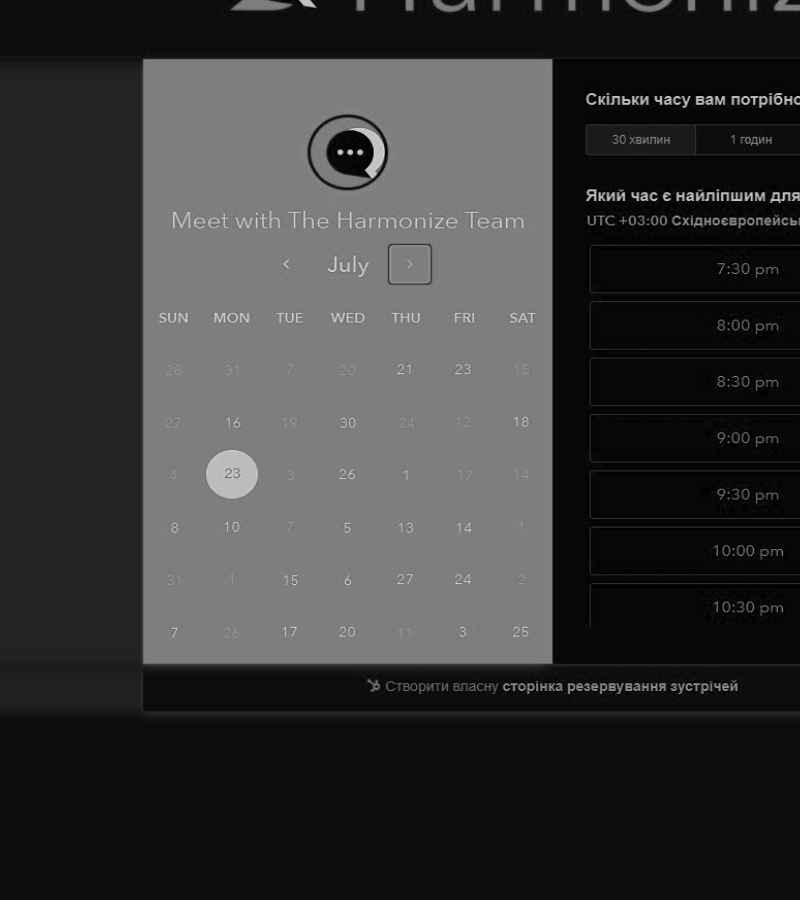 Harmoniz
Meet with The Harmonize Team
July
SUN MON TUE WED THU FRI SAT
28 31 7 20 21 23 15
27 16 19 30 24 12 18
4 23 3 26 1 17 14
8 10 7 5 13 14 1
31 1 15 6 27 24 2
7 26 17 20 11 3 25
Скільки часу вам потрібно
30 хвилин 1 годин
Який час є найліпшим для
UTC +03:00 Східноєвропейсь
7:30 pm
8:00 pm
8:30 pm
9:00 pm
9:30 pm
10:00 pm
10:30 pm
Створити власну сторінка резервування зустрічей